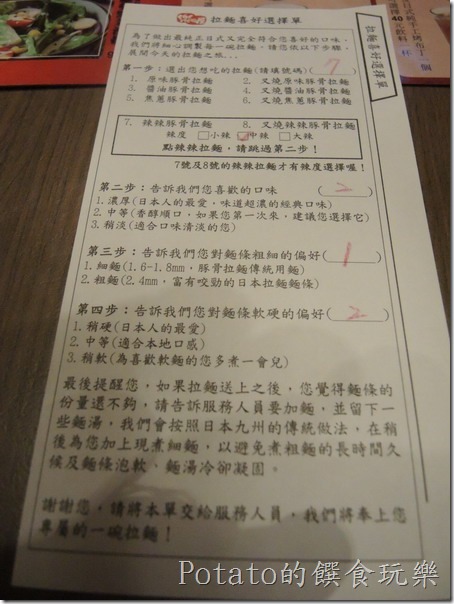 拉麵喜好選擇單
為了做出最純正日式又完全符合您喜好的口味，
我們將細心調製每一碗拉麵，請您依以下步驟，
展開今天的拉麵之旅...
第一步：選出您想吃的拉麵(請填號碼)( 7 )
1. 原味豚骨拉麵 2. 叉燒原味豚骨拉麵
3. 醬油豚骨拉麵 4. 叉燒醬油豚骨拉麵
5. 焦蔥豚骨拉麵 6. 叉燒焦蔥豚骨拉麵
7. 辣辣豚骨拉麵 8. 叉燒辣辣豚骨拉麵
辣度 □小辣 □中辣 □大辣
點辣辣拉麵，請跳過第二步！
7號及8號的辣辣拉麵才有辣度選擇喔！
第二步：告訴我們您喜歡的口味 ( 2 )
1. 濃厚(日本人的最愛，味道超濃的經典口味)
2. 中等(香醇順口，如果您第一次來，建議您選擇它)
3. 稍淡(適合口味清淡的您)
第三步：告訴我們您對麵條粗細的偏好( 1 )
1. 細麵(1.6-1.8mm，豚骨拉麵傳統用麵)
2. 粗麵(2.4mm，富有咬勁的日本拉麵麵條)
第四步：告訴我們您對麵條軟硬的偏好( 2 )
1. 稍硬(日本人的最愛)
2. 中等(適合本地口感)
3. 稍軟(為喜歡軟麵的您多煮一會兒)
最後提醒您，如果拉麵送上之後，您覺得麵條的
份量還不夠，請告訴服務人員要加麵，並留下一
些麵湯，我們會按照日本九州的傳統做法，在稍
後為您加上現煮細麵，以避免煮粗麵的長時間久
候及麵條泡軟、麵湯冷卻凝固。
謝謝您，請將本單交給服務人員，我們將奉上您
專屬的一碗拉麵！
拉麵喜好選擇單
Potato的饌食玩樂